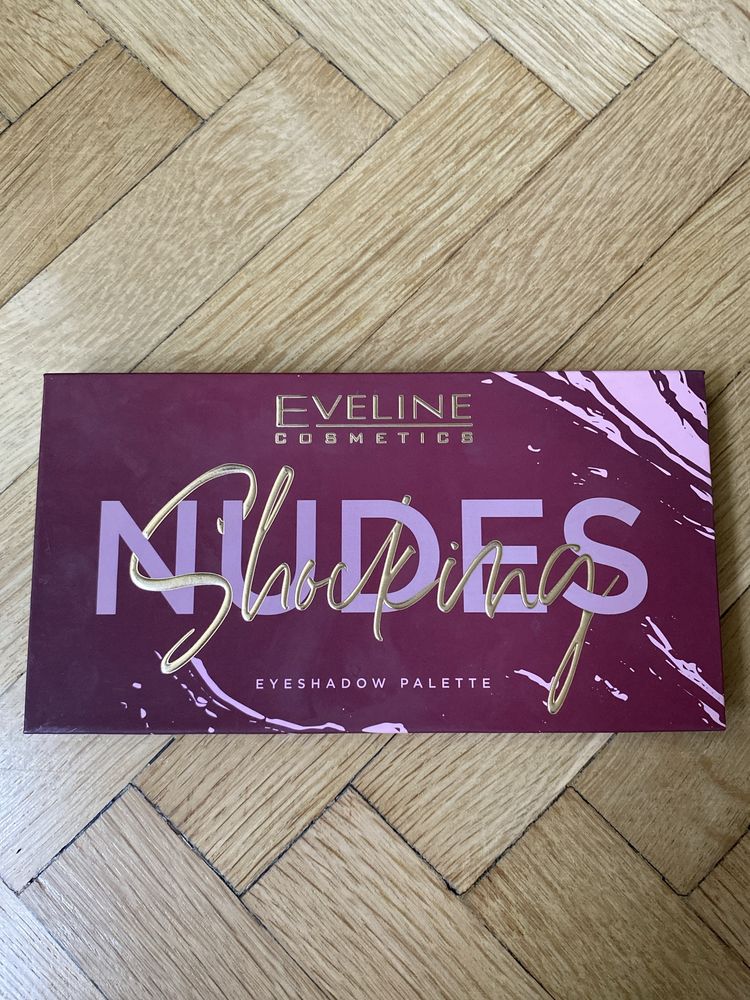 EVELINE
COSMETICS
Shocking
NUDES
EYESHADOW PALETTE